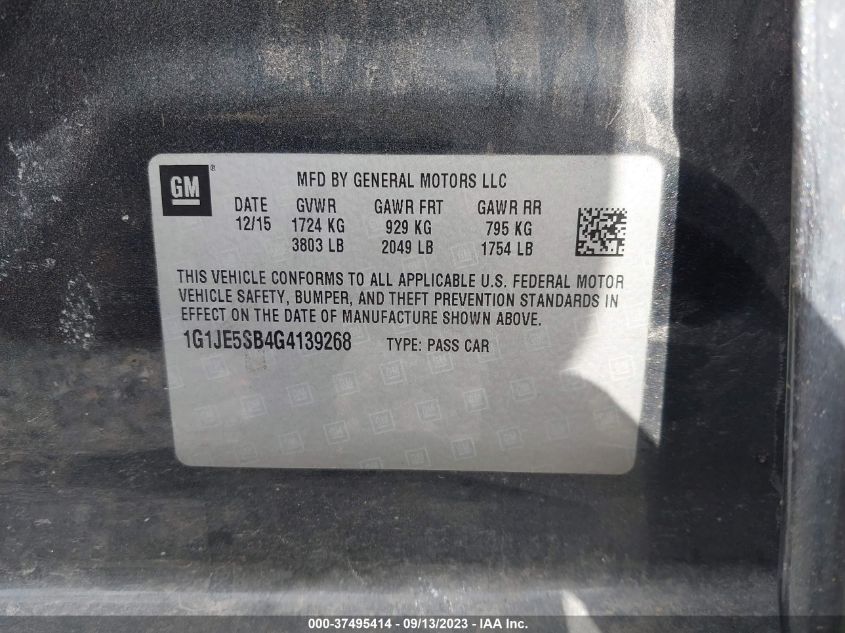 GM ®
MFD BY GENERAL MOTORS LLC
DATE GVWR GAWR FRT GAWR RR
12/15 1724 KG 929 KG 795 KG
3803 LB 2049 LB 1754 LB
THIS VEHICLE CONFORMS TO ALL APPLICABLE U.S. FEDERAL MOTOR
VEHICLE SAFETY, BUMPER, AND THEFT PREVENTION STANDARDS IN
EFFECT ON THE DATE OF MANUFACTURE SHOWN ABOVE.
1G1JE5SB4G4139268 TYPE: PASS CAR
000-37495414 - 09/13/2023 - IAAI.COM.